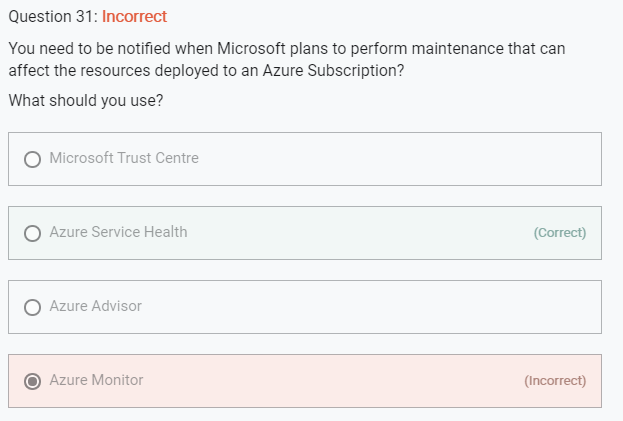 Question 31: Incorrect
You need to be notified when Microsoft plans to perform maintenance that can
affect the resources deployed to an Azure Subscription?
What should you use?
Microsoft Trust Centre
Azure Service Health (Correct)
Azure Advisor
Azure Monitor (Incorrect)